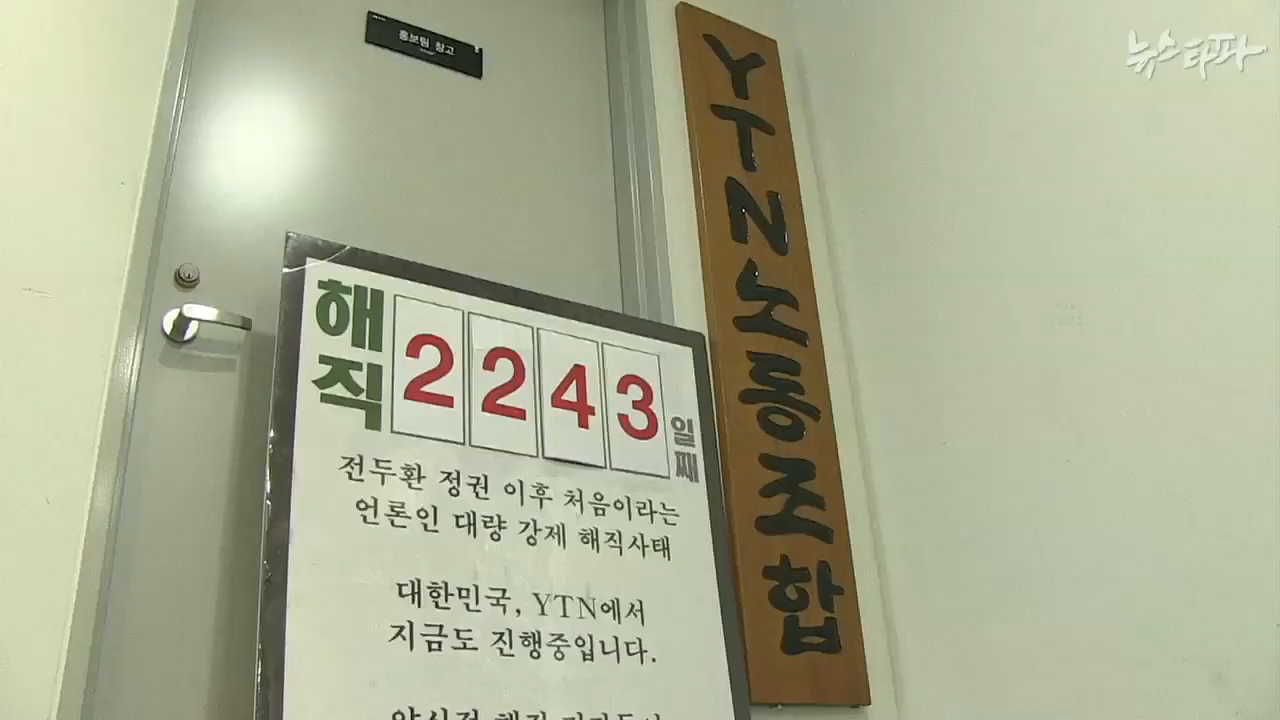 뉴스타파
홍보팀 창고
YTN노동조합
해직 2243 일째
전두환 정권 이후 처음이라는
언론인 대량 강제 해직사태
대한민국, YTN에서
지금도 진행중입니다.